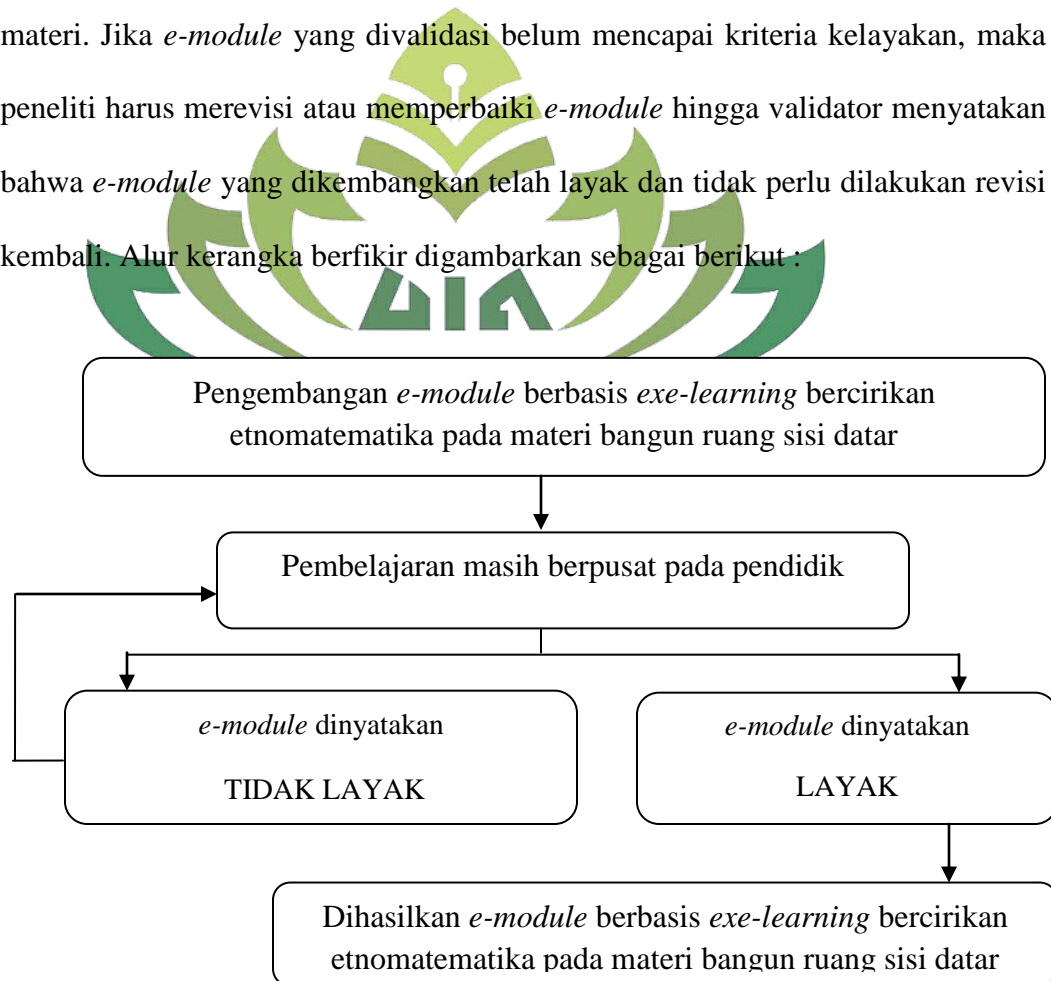 materi. Jika e-module yang divalidasi belum mencapai kriteria kelayakan, maka
peneliti harus merevisi atau memperbaiki e-module hingga validator menyatakan
bahwa e-module yang dikembangkan telah layak dan tidak perlu dilakukan revisi
kembali. Alur kerangka berfikir digambarkan sebagai berikut :
UIN
Pengembangan e-module berbasis exe-learning bercirikan
etnomatematika pada materi bangun ruang sisi datar
Pembelajaran masih berpusat pada pendidik
e-module dinyatakan
TIDAK LAYAK
e-module dinyatakan
LAYAK
Dihasilkan e-module berbasis exe-learning bercirikan
etnomatematika pada materi bangun ruang sisi datar